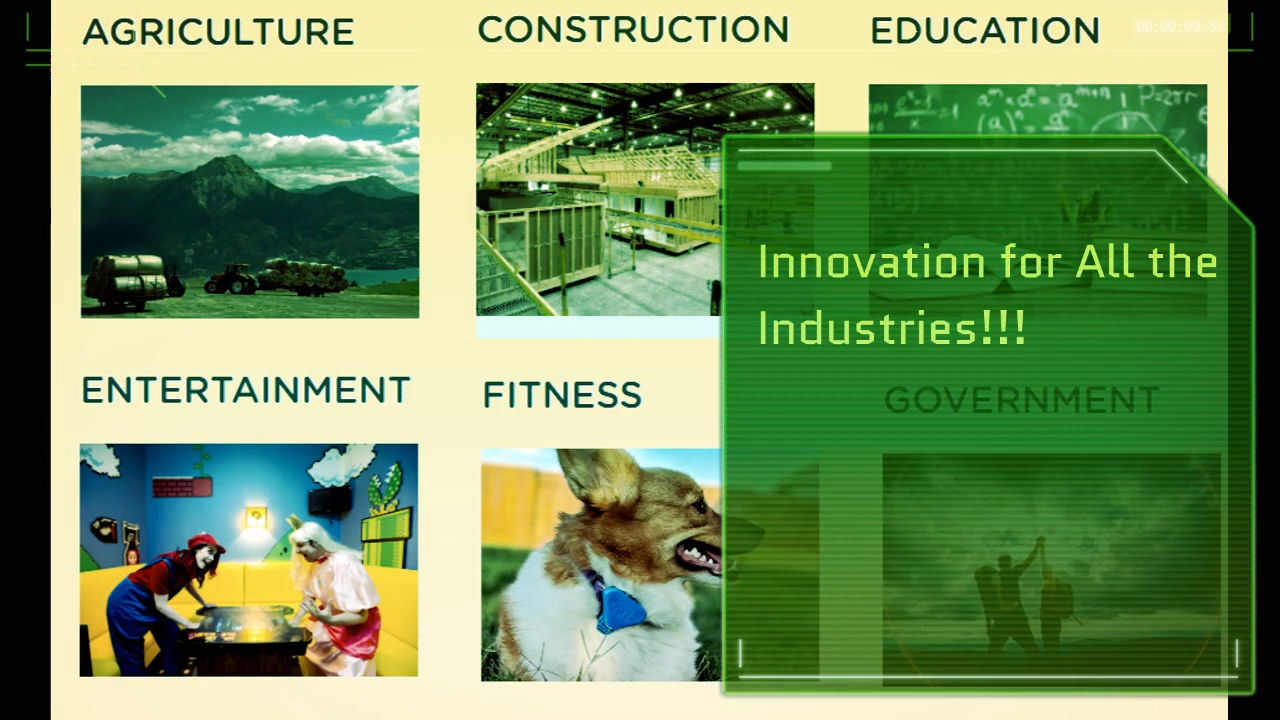 AGRICULTURE
CONSTRUCTION
EDUCATION
Innovation for All the
Industries!!!
ENTERTAINMENT
FITNESS
GOVERNMENT